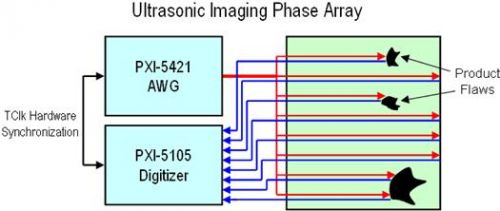 Ultrasonic Imaging Phase Array
PXI-5421
AWG
Product
Flaws
TClk Hardware
Synchronization
PXI-5105
Digitizer